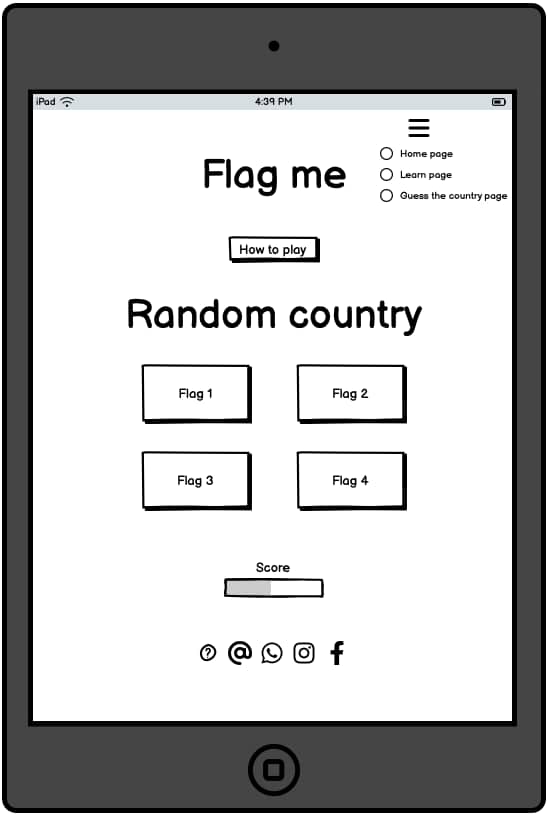 iPad 4:39 PM
Home page
Learn page
Guess the country page
Flag me
How to play
Random country
Flag 1 Flag 2
Flag 3 Flag 4
Score